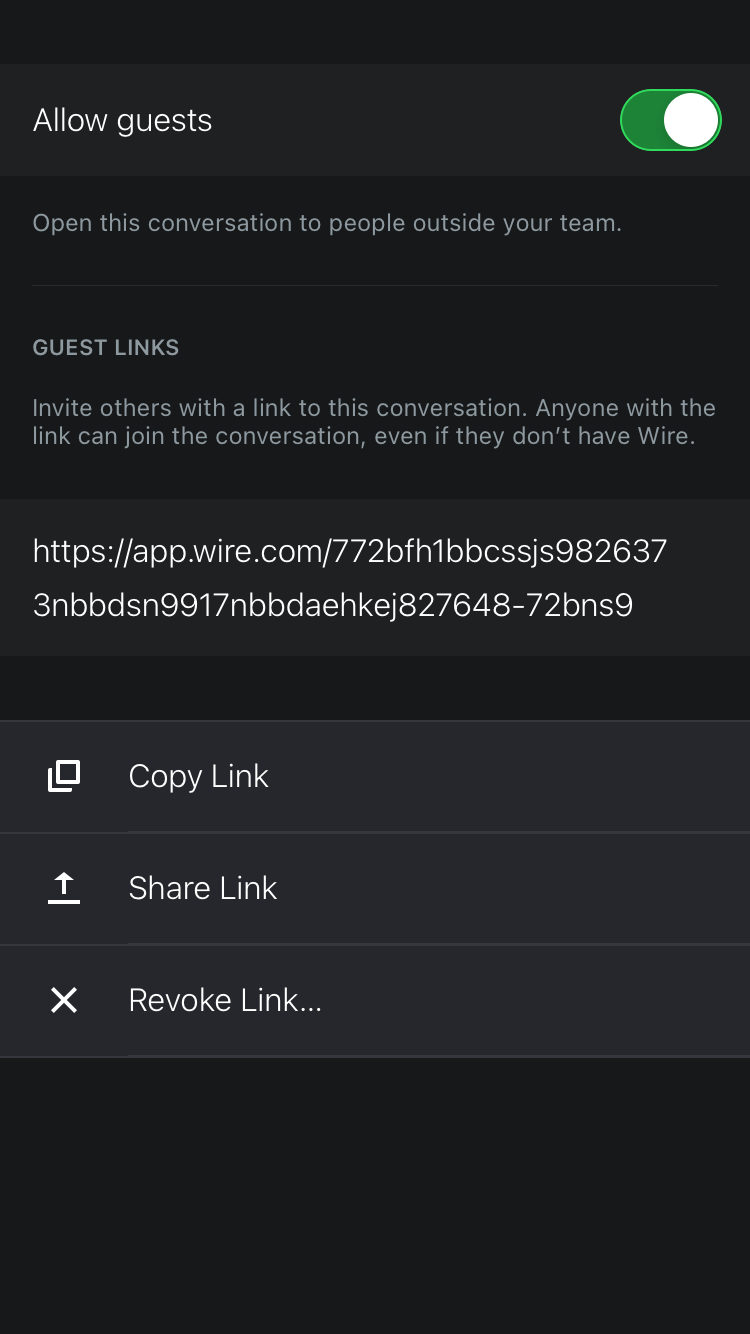 Allow guests
Open this conversation to people outside your team.
GUEST LINKS
Invite others with a link to this conversation. Anyone with the
link can join the conversation, even if they don’t have Wire.
https://app.wire.com/772bfh1bbcssjs982637
3nbbdsn9917nbbdaehkej827648-72bns9
Copy Link
Share Link
Revoke Link...